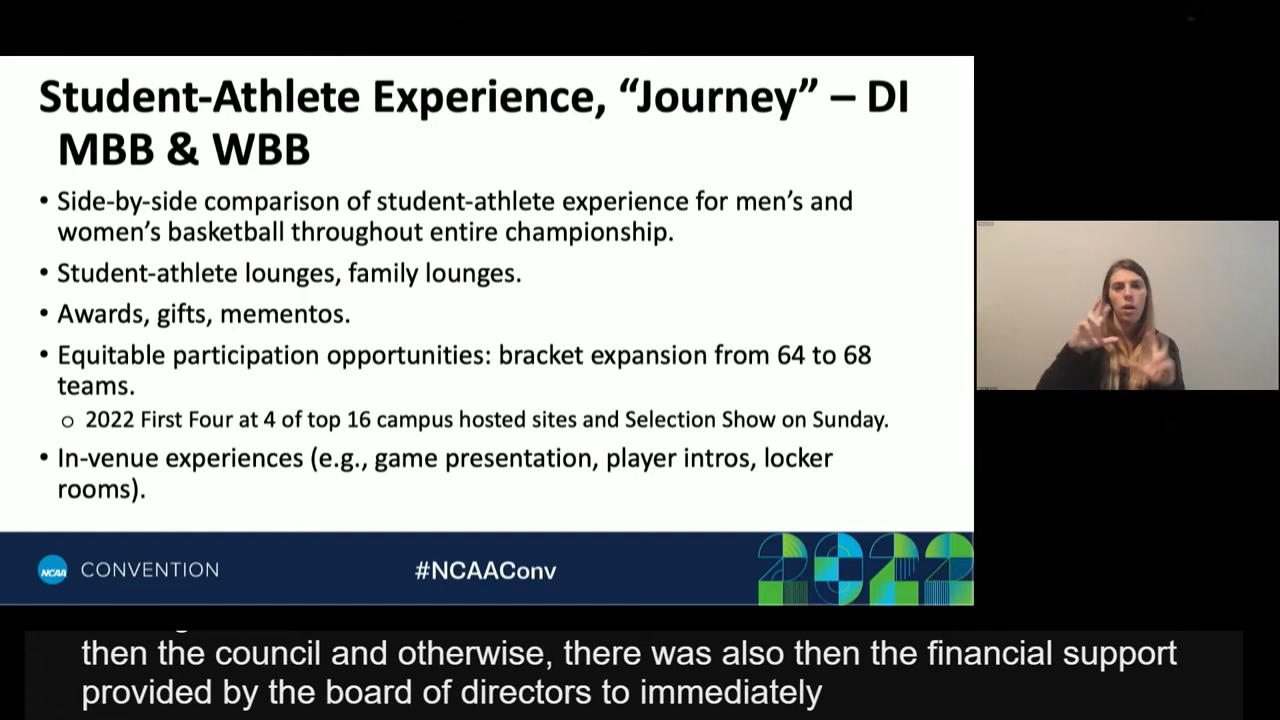 Student-Athlete Experience, “Journey” – DI
MBB & WBB
• Side-by-side comparison of student-athlete experience for men’s and
women’s basketball throughout entire championship.
• Student-athlete lounges, family lounges.
• Awards, gifts, mementos.
• Equitable participation opportunities: bracket expansion from 64 to 68
teams.
o 2022 First Four at 4 of top 16 campus hosted sites and Selection Show on Sunday.
• In-venue experiences (e.g., game presentation, player intros, locker
rooms).
NCAA CONVENTION
#NCAAConv
2022
then the council and otherwise, there was also then the financial support
provided by the board of directors to immediately